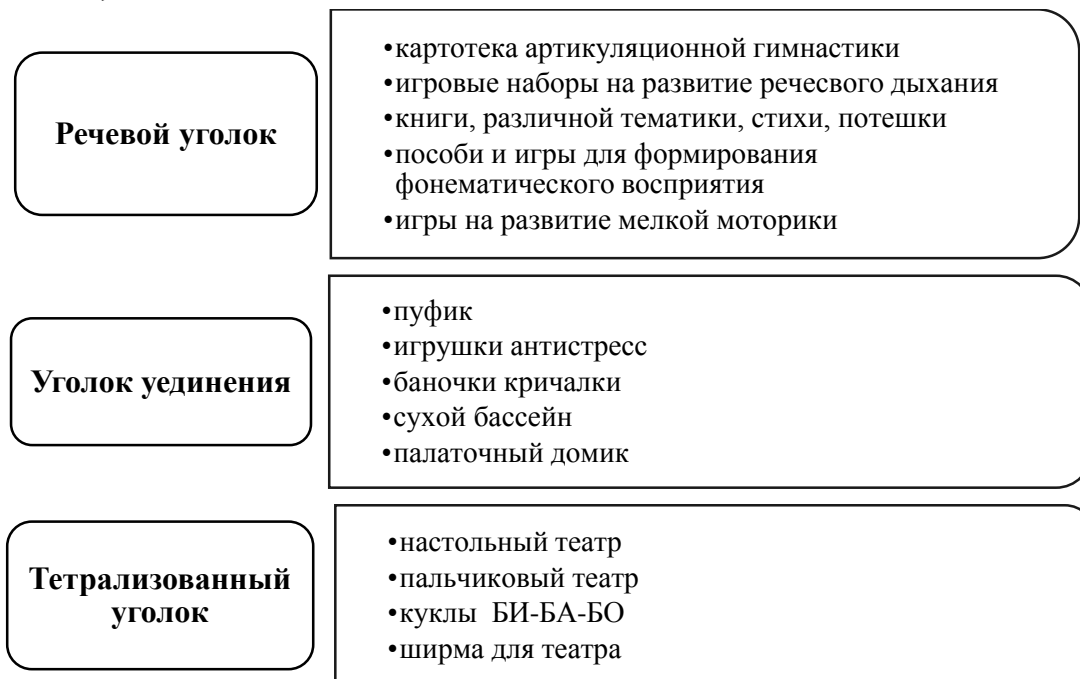 Речевой уголок
•картотека артикуляционной гимнастики
•игровые наборы на развитие речесвого дыхания
•книги, различной тематики, стихи, потешки
•пособи и игры для формирования
фонематического восприятия
•игры на развитие мелкой моторики
Уголок уединения
•пуфик
•игрушки антистресс
•баночки кричалки
•сухой бассейн
•палаточный домик
Тетрализованный
уголок
•настольный театр
•пальчиковый театр
•куклы БИ-БА-БО
•ширма для театра